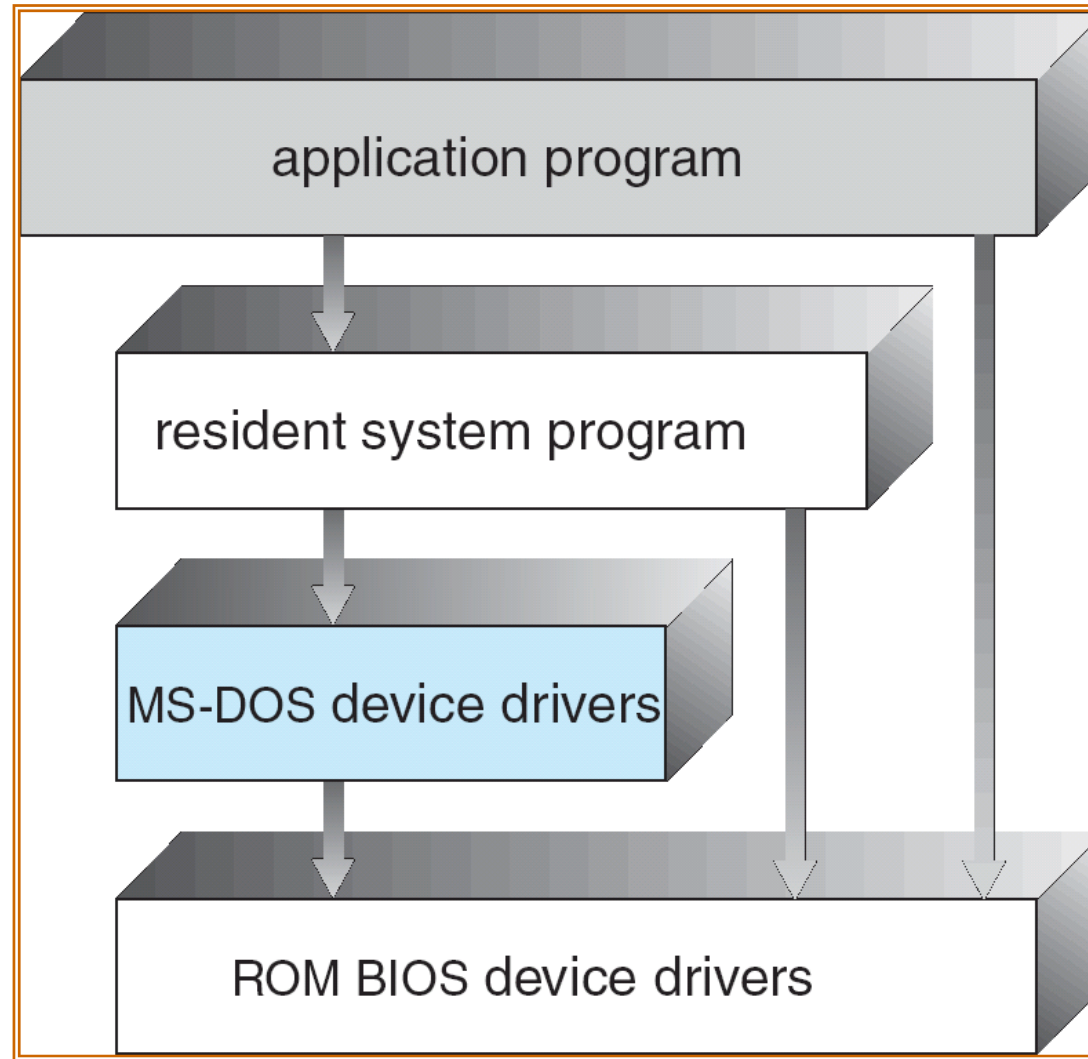 application program
resident system program
MS-DOS device drivers
ROM BIOS device drivers